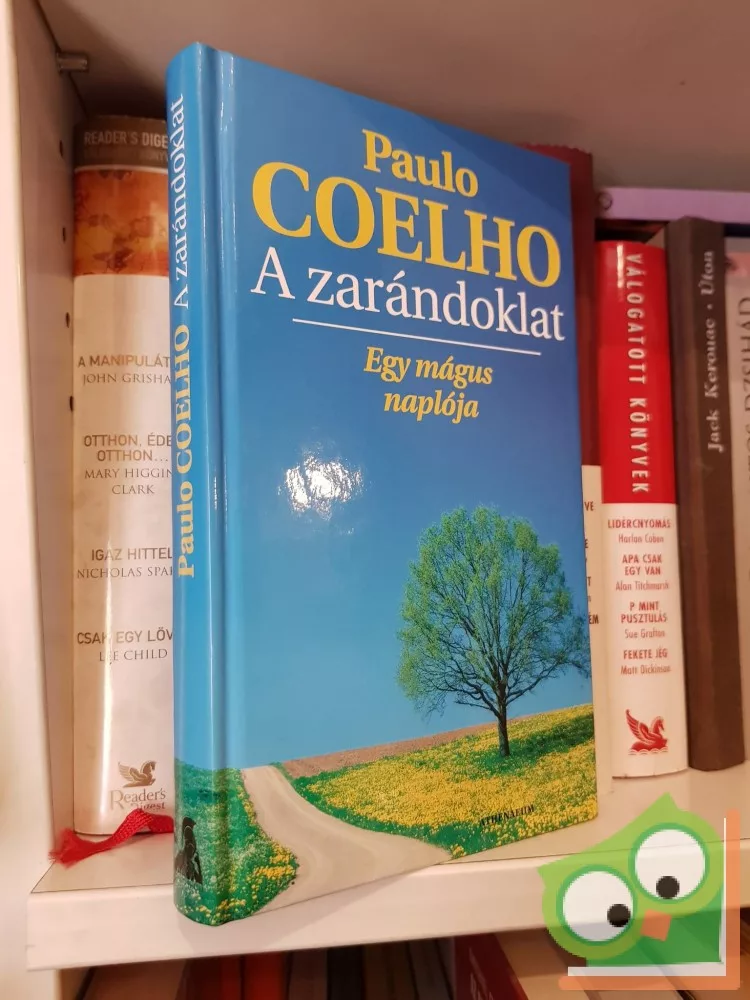 Paulo
COELHO
A zarándoklat
Egy mágus
naplója
ATHENAEUM
Paulo COELHO A zarándoklat
READER'S DIGE
A MANIPULÁT
JOHN GRISHA
OTTHON, ÉDE
OTTHON...
MARY HIGGIN
CLARK
IGAZ HITTEL
NICHOLAS SPAR
CSAK EGY LÖV
LEE CHILD
Reader's
Digest
VÁLOGATOTT KÖNYVEK
LIDÉRCNYOMÁS
Harlan Coben
APA CSAK
EGY VAN
Alan Titchmarsh
P MINT
PUSZTULÁS
Sue Grafton
FEKETE JÉG
Matt Dickinson
Jack Kerouac · Úton